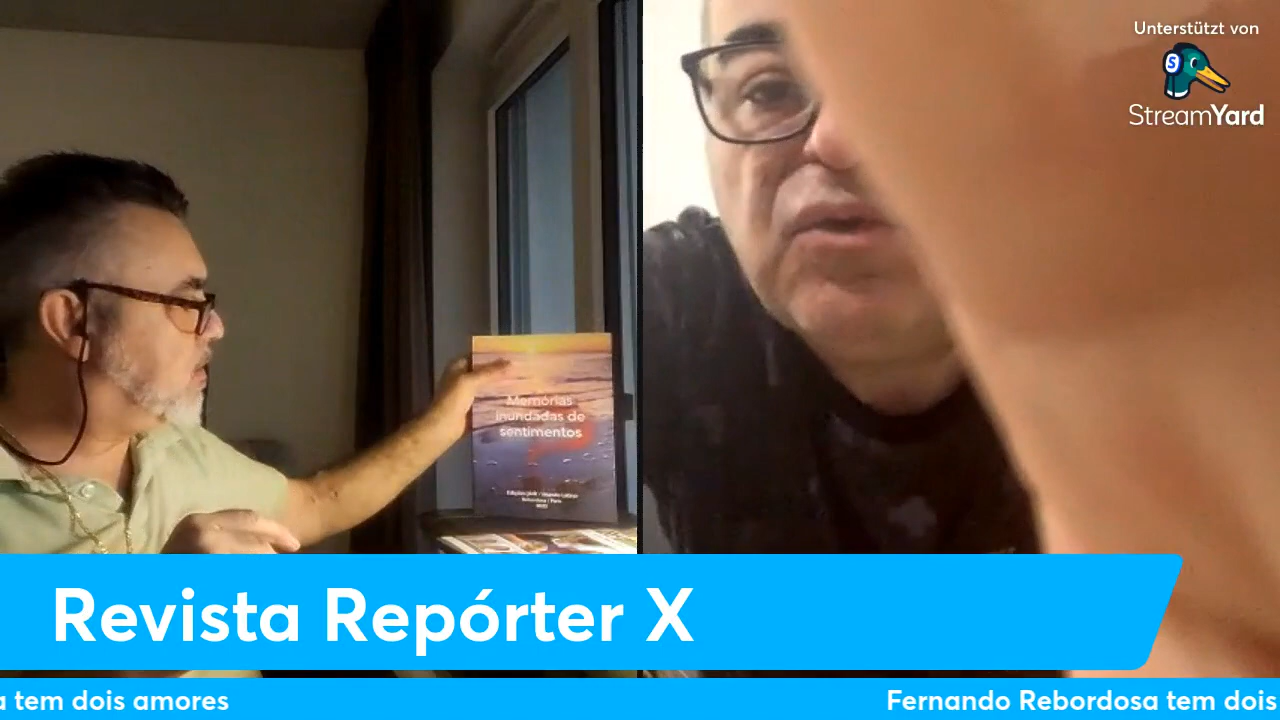 Unterstützt von
S
StreamYard
Memórias
inundadas de
sentimentos
Revista Repórter X
a tem dois amores
Fernando Rebordosa tem dois